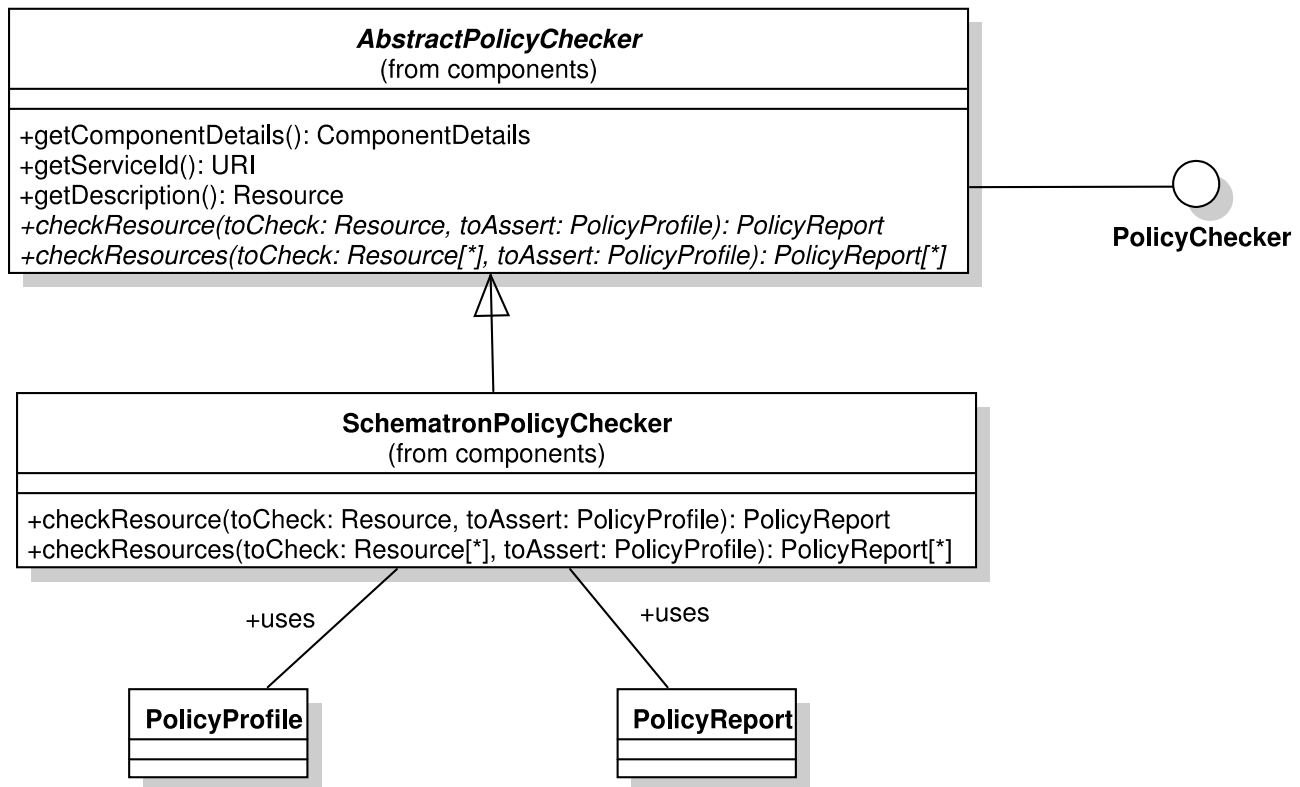 AbstractPolicyChecker
(from components)
+getComponentDetails(): ComponentDetails
+getServiceId(): URI
+getDescription(): Resource
+checkResource(toCheck: Resource, toAssert: PolicyProfile): PolicyReport
+checkResources(toCheck: Resource[*], toAssert: PolicyProfile): PolicyReport[*]
PolicyChecker
SchematronPolicyChecker
(from components)
+checkResource(toCheck: Resource, toAssert: PolicyProfile): PolicyReport
+checkResources(toCheck: Resource[*], toAssert: PolicyProfile): PolicyReport[*]
+uses
+uses
PolicyProfile
PolicyReport